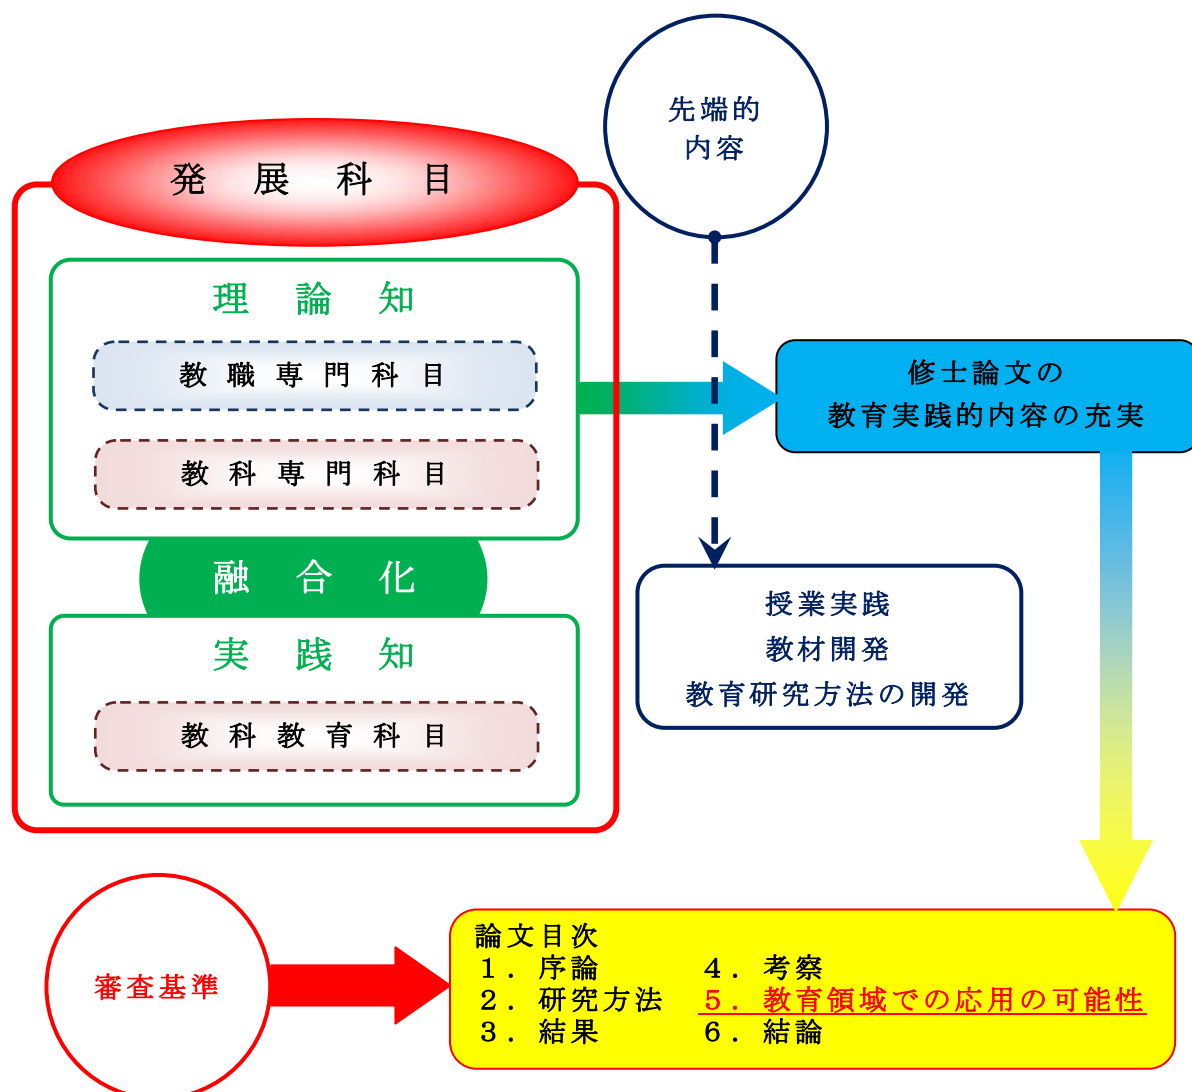 先端的
内容
発展科目
理論知
教職専門科目
教科専門科目
融合化
実践知
教科教育科目
修士論文の
教育実践的内容の充実
授業実践
教材開発
教育研究方法の開発
審査基準
論文目次
1．序論
2．研究方法
3．結果
4．考察
5．教育領域での応用の可能性
6．結論